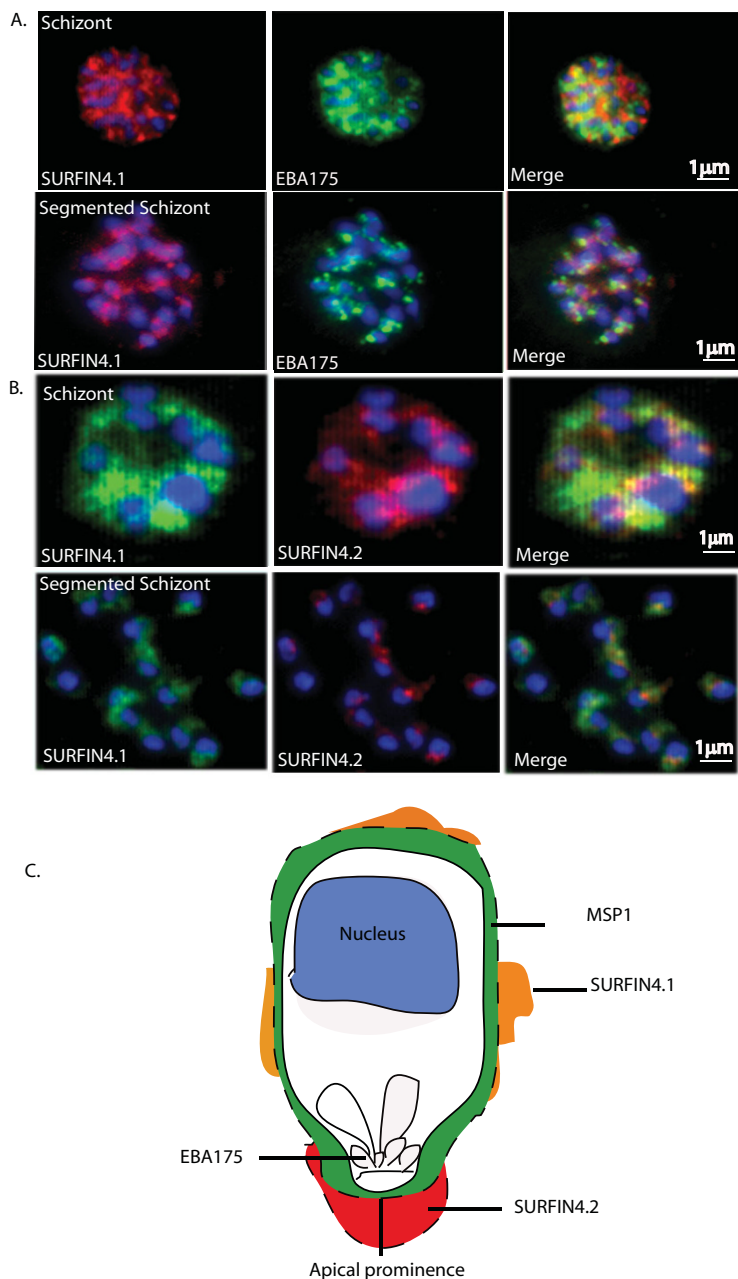 A.
Schizont
SURFIN4.1
EBA175
Merge
1μm
Segmented Schizont
SURFIN4.1
EBA175
Merge
1μm
B.
Schizont
SURFIN4.1
SURFIN4.2
Merge
1μm
Segmented Schizont
SURFIN4.1
SURFIN4.2
Merge
1μm
C.
Nucleus
MSP1
SURFIN4.1
EBA175
SURFIN4.2
Apical prominence